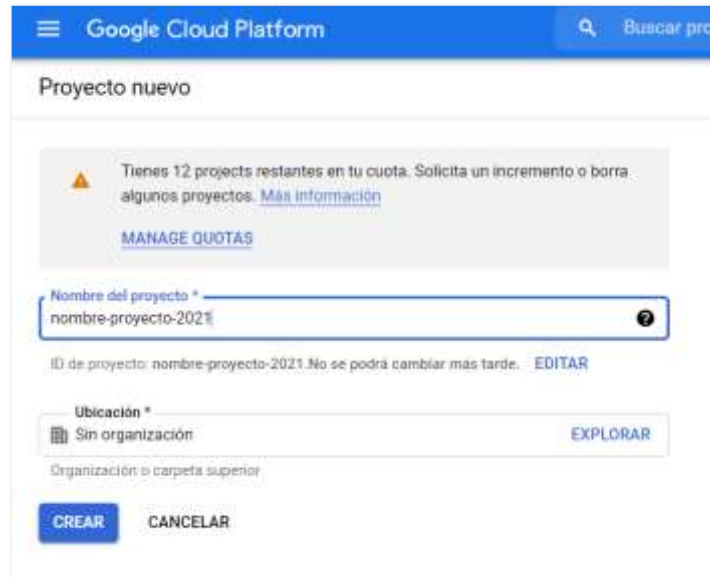 Google Cloud Platform
Buscar pro
Proyecto nuevo
Tienes 12 projects restantes en tu cuota. Solicita un incremento o borra
algunos proyectos. Más información
MANAGE QUOTAS
Nombre del proyecto *
nombre-proyecto-2021
ID de proyecto: nombre-proyecto-2021.No se podrá cambiar más tarde. EDITAR
Ubicación *
Sin organización EXPLORAR
Organización o carpeta superior
CREAR CANCELAR